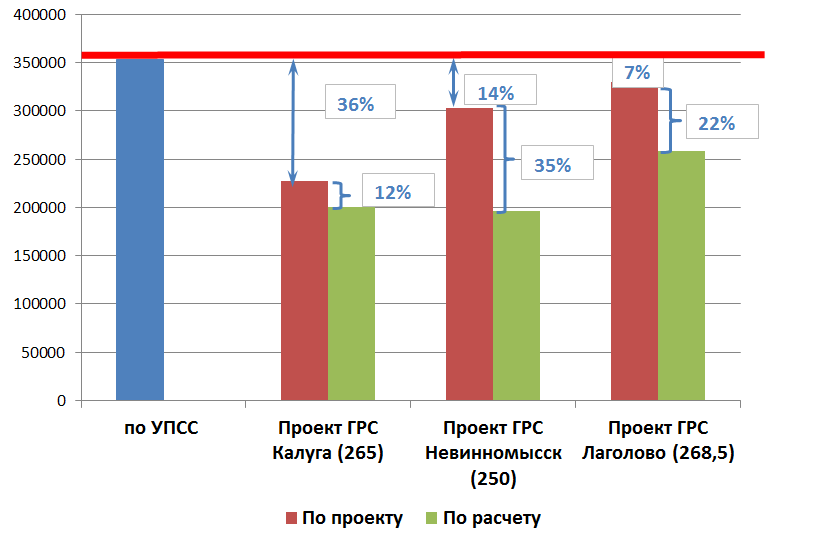 400000
350000
300000
250000
200000
150000
100000
50000
0
36%
12%
14%
35%
7%
22%
по УПСС
Проект ГРС
Калуга (265)
Проект ГРС
Невинномысск
(250)
Проект ГРС
Лаголово (268,5)
По проекту
По расчету